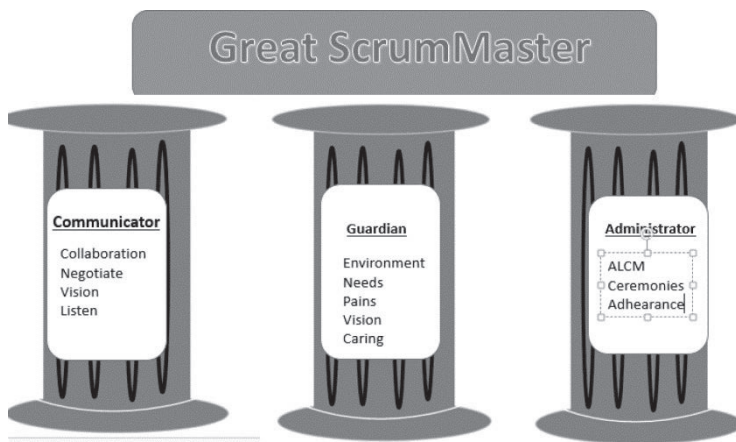 Great ScrumMaster
Communicator
Collaboration
Negotiate
Vision
Listen
Guardian
Environment
Needs
Pains
Vision
Caring
Administrator
ALCM
Ceremonies
Adhearance